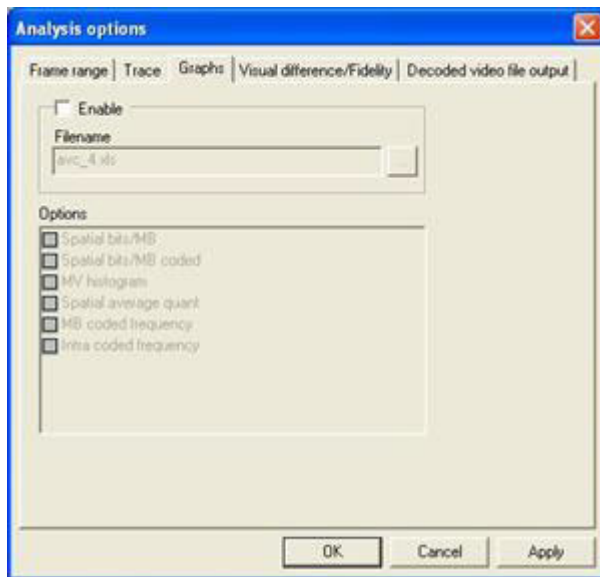 Analysis options
Frame range Trace Graphs Visual difference/Fidelity Decoded video file output
Enable
Filename
avc_4.xls
...
Options
Spatial bits/MB
Spatial bits/MB coded
MV histogram
Spatial average quant
MB coded frequency
Intra coded frequency
OK Cancel Apply